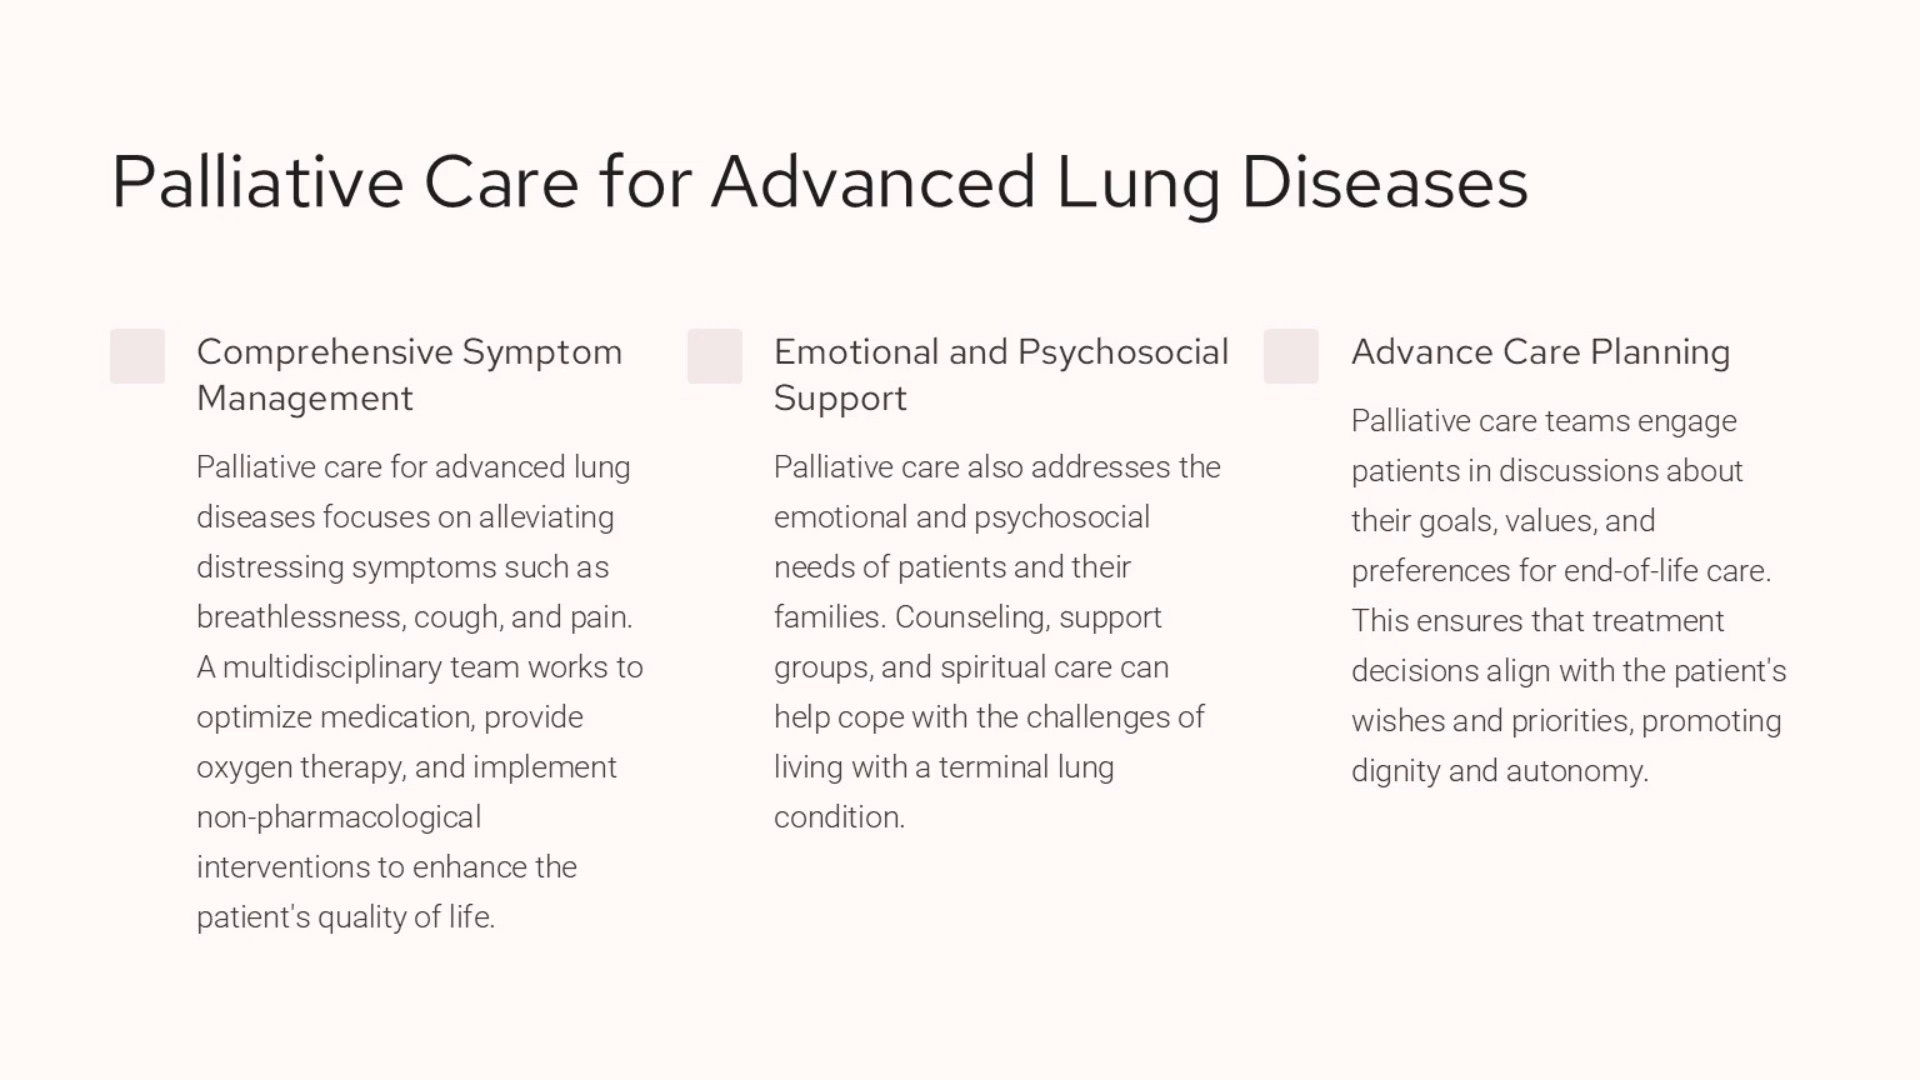 Palliative Care for Advanced Lung Diseases
Comprehensive Symptom
Management
Palliative care for advanced lung
diseases focuses on alleviating
distressing symptoms such as
breathlessness, cough, and pain.
A multidisciplinary team works to
optimize medication, provide
oxygen therapy, and implement
non-pharmacological
interventions to enhance the
patient's quality of life.
Emotional and Psychosocial
Support
Palliative care also addresses the
emotional and psychosocial
needs of patients and their
families. Counseling, support
groups, and spiritual care can
help cope with the challenges of
living with a terminal lung
condition.
Advance Care Planning
Palliative care teams engage
patients in discussions about
their goals, values, and
preferences for end-of-life care.
This ensures that treatment
decisions align with the patient's
wishes and priorities, promoting
dignity and autonomy.